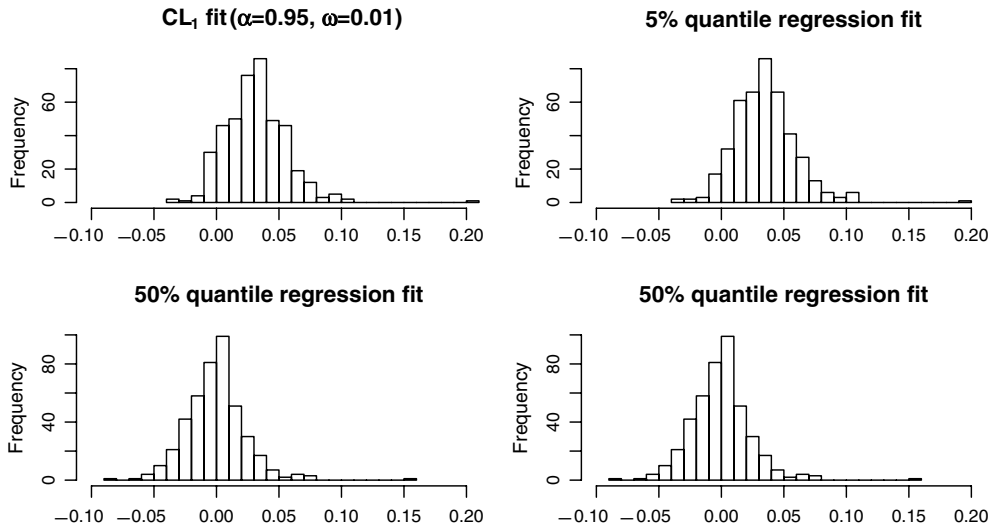 CL₁ fit (α=0.95, ω=0.01)
Frequency
60
20
0
−0.10 −0.05 0.00 0.05 0.10 0.15 0.20
5% quantile regression fit
Frequency
60
20
0
−0.10 −0.05 0.00 0.05 0.10 0.15 0.20
50% quantile regression fit
Frequency
80
40
0
−0.10 −0.05 0.00 0.05 0.10 0.15 0.20
50% quantile regression fit
Frequency
80
40
0
−0.10 −0.05 0.00 0.05 0.10 0.15 0.20